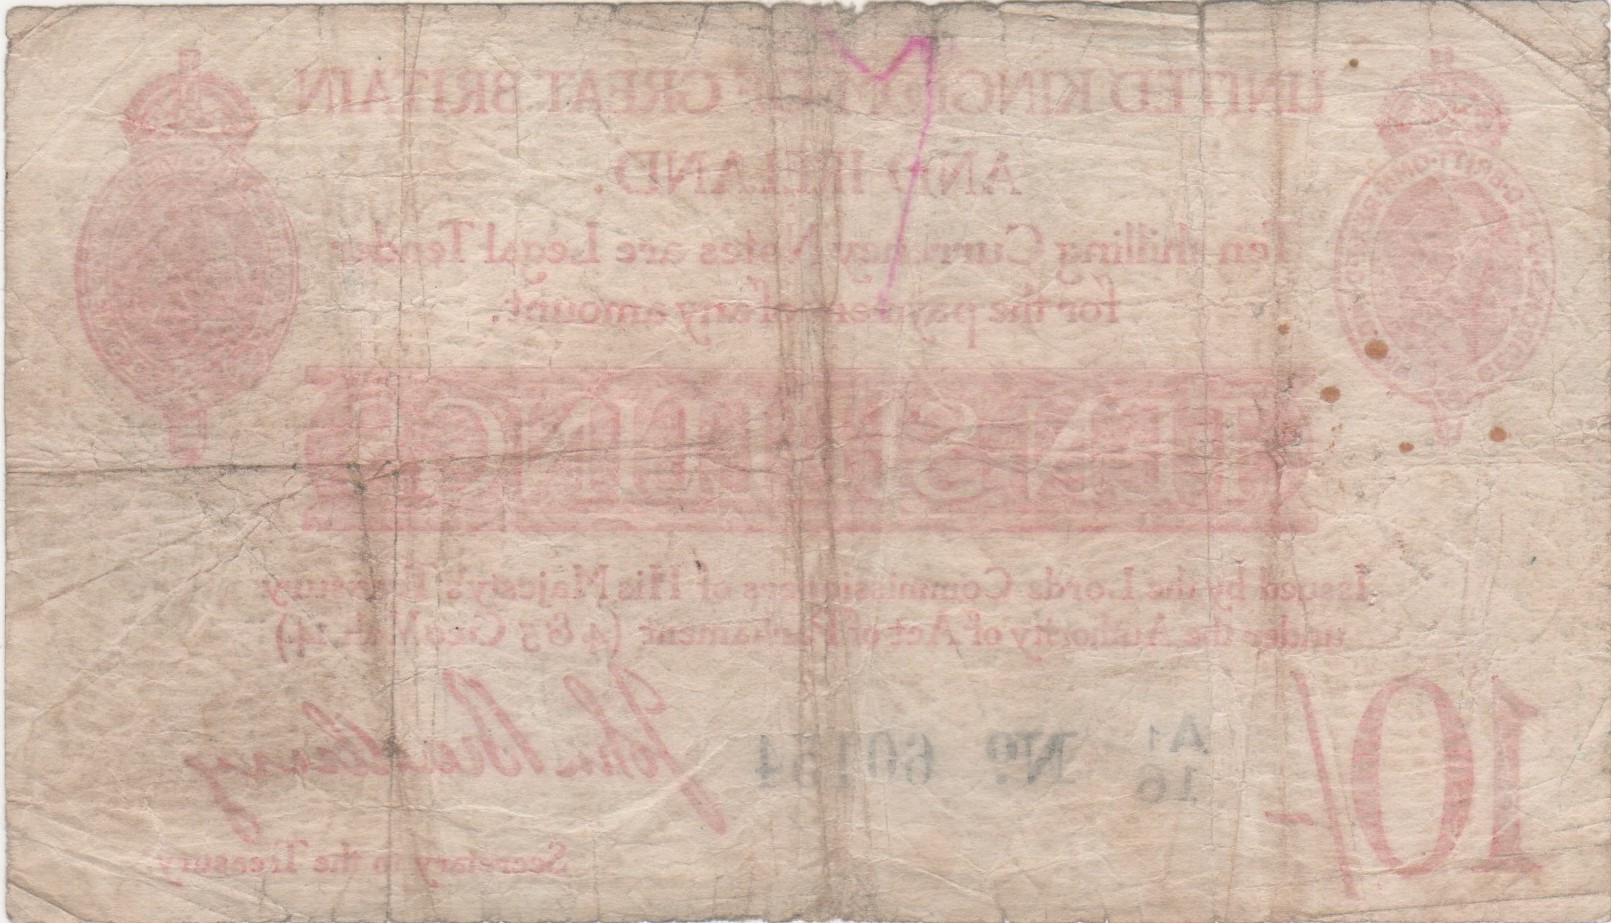 UNITED KINGDOM OF GREAT BRITAIN
AND IRELAND.
Ten Shilling Currency Notes are Legal Tender
for the payment of any amount.
TEN SHILLINGS
Issued by the Lords Commissioners of His Majesty's Treasury
under the Authority of Act of Parliament (4 & 5 Geo.V.ch.14)
10/-
A1
16
No. 60134
John Bradbury
Secretary to the Treasury.